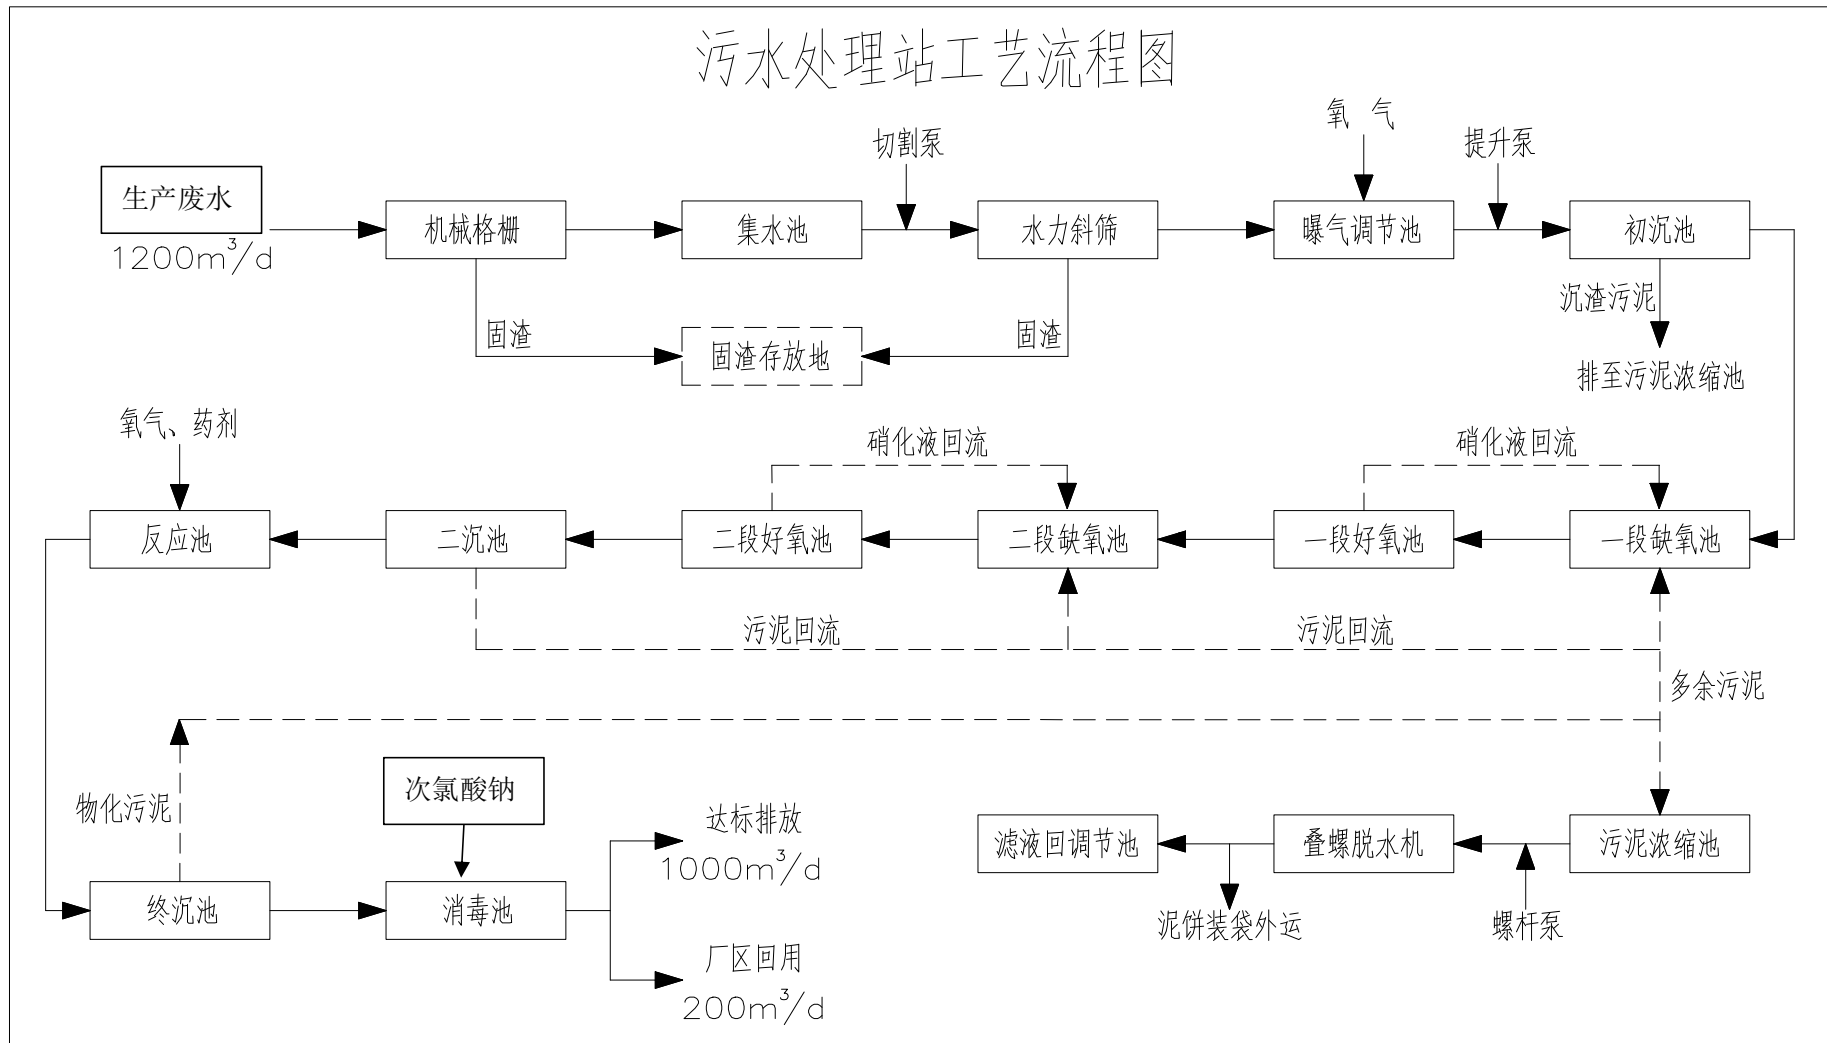 污水处理站工艺流程图
氧 气
切割泵
提升泵
生产废水
1200m³/d
机械格栅
集水池
水力斜筛
曝气调节池
初沉池
沉渣污泥
固渣
固渣存放地
固渣
排至污泥浓缩池
氧气、药剂
硝化液回流
硝化液回流
反应池
二沉池
二段好氧池
二段缺氧池
一段好氧池
一段缺氧池
污泥回流
污泥回流
多余污泥
次氯酸钠
物化污泥
达标排放
1000m³/d
滤液回调节池
叠螺脱水机
污泥浓缩池
终沉池
消毒池
泥饼装袋外运
螺杆泵
厂区回用
200m³/d